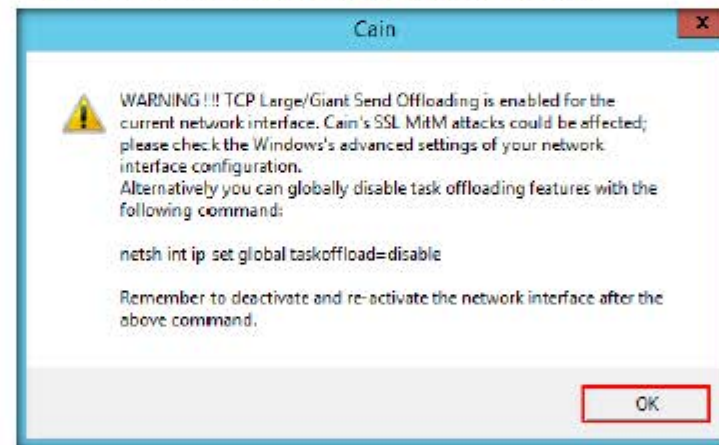 Cain
x
WARNING !!! TCP Large/Giant Send Offloading is enabled for the
current network interface. Cain's SSL MitM attacks could be affected;
please check the Windows's advanced settings of your network
interface configuration.
Alternatively you can globally disable task offloading features with the
following command:
netsh int ip set global taskoffload=disable
Remember to deactivate and re-activate the network interface after the
above command.
OK